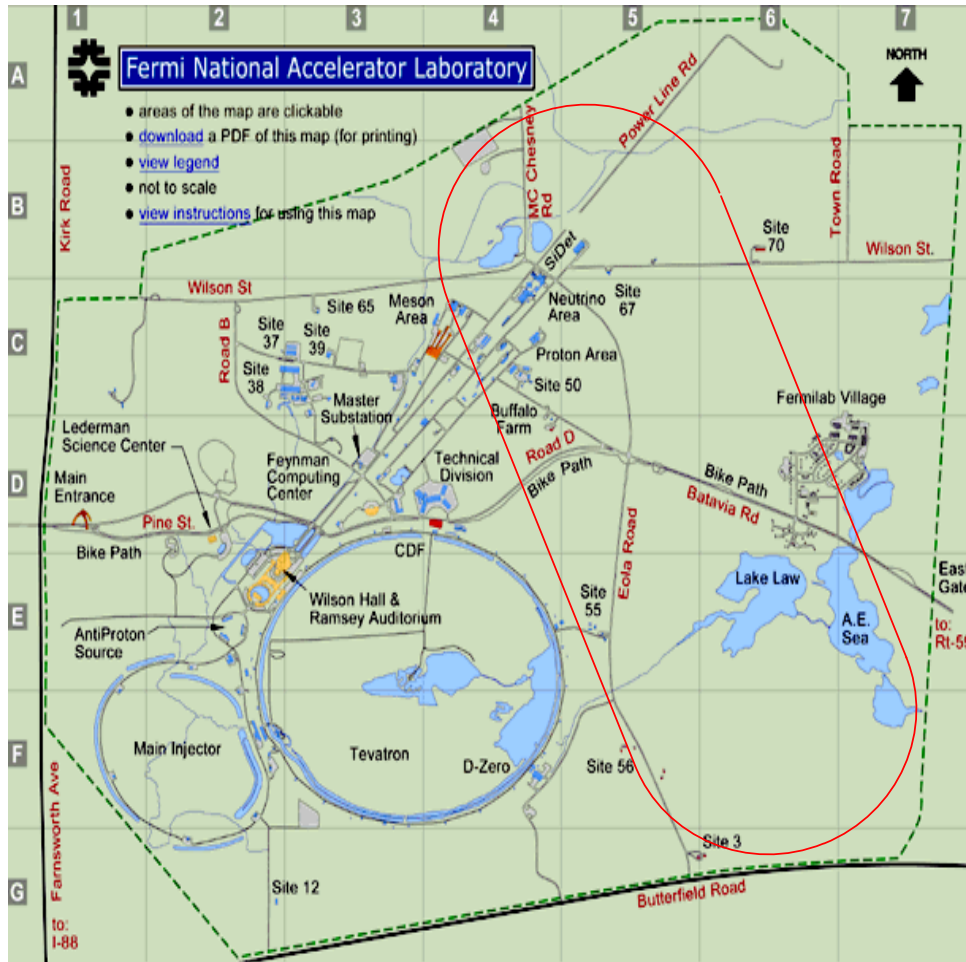 1 2 3 4 5 6 7
A
B
C
D
E
F
G
Fermi National Accelerator Laboratory
NORTH
• areas of the map are clickable
• download a PDF of this map (for printing)
• view legend
• not to scale
• view instructions for using this map
Kirk Road
Power Line Rd
MC Chesney
Rd
Town Road
Site
70
Wilson St.
SiDet
Wilson St
Site 65
Meson
Area
Neutrino
Area
Site
67
Road B
Site
37
Site
39
Site
38
Proton Area
Site 50
Master
Substation
Buffalo
Farm
Fermilab Village
Lederman
Science Center
Feynman
Computing
Center
Technical
Division
Road D
Bike Path
Bike Path
Batavia Rd
Main
Entrance
Pine St.
Bike Path
CDF
Eola Road
Wilson Hall &
Ramsey Auditorium
Site
55
Lake Law
East
Gate
A.E.
Sea
to:
Rt-59
AntiProton
Source
Main Injector
Tevatron
D-Zero
Site 56
Farnsworth Ave
Site 3
Site 12
Butterfield Road
to:
I-88